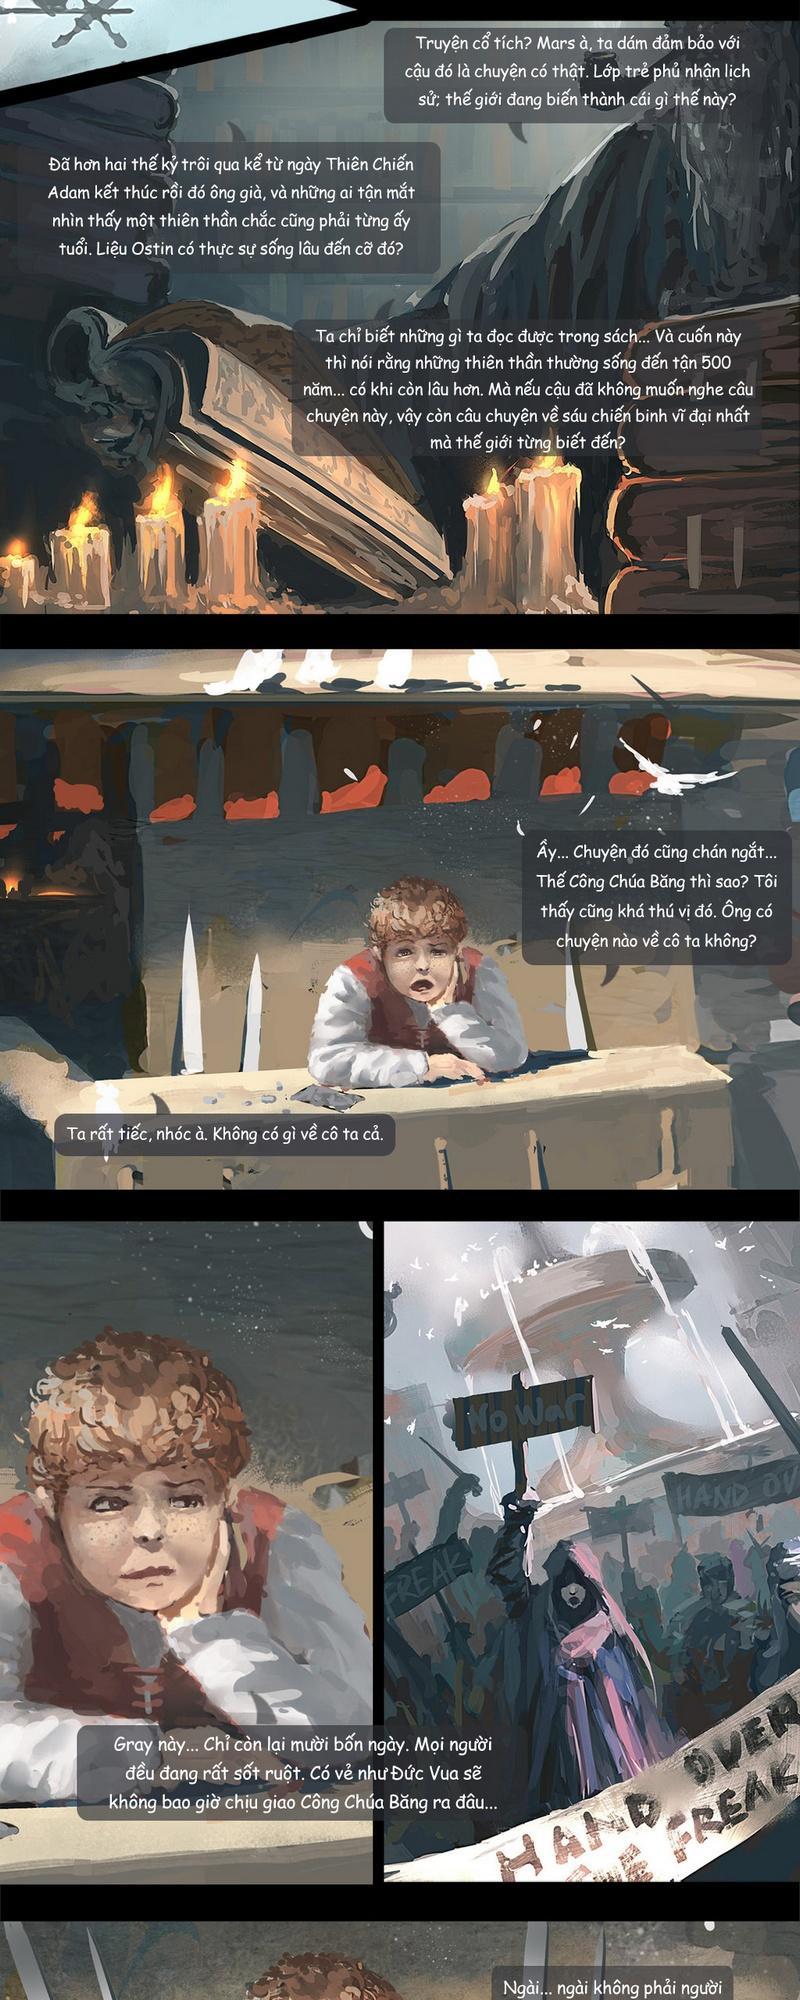 Truyện cổ tích? Mars à, ta dám đảm bảo với
cậu đó là chuyện có thật. Lớp trẻ phủ nhận lịch
sử; thế giới đang biến thành cái gì thế này?
Đã hơn hai thế kỷ trôi qua kể từ ngày Thiên Chiến
Adam kết thúc rồi đó ông già, và những ai tận mắt
nhìn thấy một thiên thần chắc cũng phải từng ấy
tuổi. Liệu Ostin có thực sự sống lâu đến cỡ đó?
Ta chỉ biết những gì ta đọc được trong sách... Và cuốn này
thì nói rằng những thiên thần thường sống đến tận 500
năm... có khi còn lâu hơn. Mà nếu cậu đã không muốn nghe câu
chuyện này, vậy còn câu chuyện về sáu chiến binh vĩ đại nhất
mà thế giới từng biết đến?
Ầy... Chuyện đó cũng chán ngắt...
Thế Công Chúa Băng thì sao? Tôi
thấy cũng khá thú vị đó. Ông có
chuyện nào về cô ta không?
Ta rất tiếc, nhóc à. Không có gì về cô ta cả.
No War
HAND OV
FREAK
HAND OVER
THE FREAK
Gray này... Chỉ còn lại mười bốn ngày. Mọi người
đều đang rất sốt ruột. Có vẻ như Đức Vua sẽ
không bao giờ chịu giao Công Chúa Băng ra đâu...
Ngài... ngài không phải người